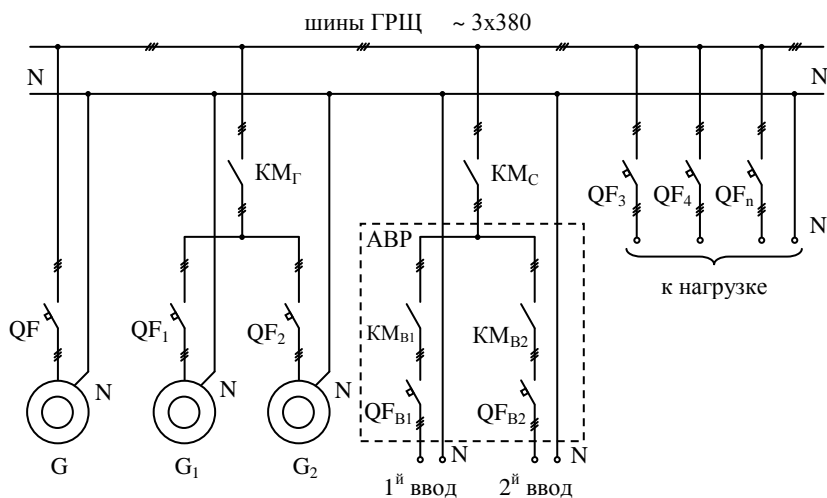 шины ГРЩ ~ 3x380
N
N
КМГ
КМС
QF3
QF4
QFn
N
АВР
к нагрузке
QF
QF1
QF2
КМВ1
КМВ2
N
N
N
QFВ1
QFВ2
G
G1
G2
N
N
1й ввод
2й ввод